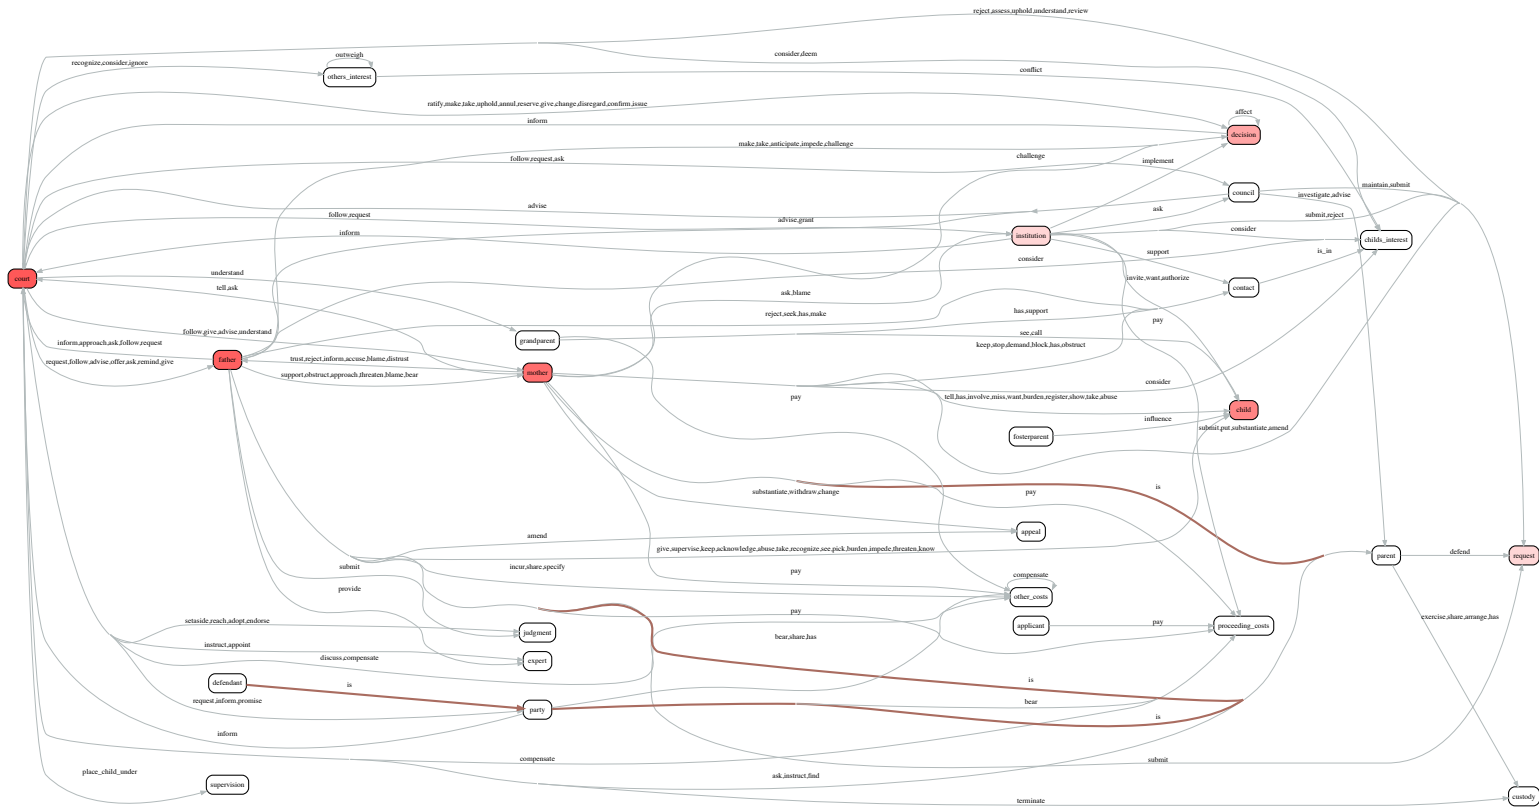 reject,assess,uphold,understand,review
outweigh
consider,deem
recognize,consider,ignore
others_interest
conflict
ratify,make,take,uphold,annul,reserve,give,change,disregard,confirm,issue
affect
inform
decision
make,take,anticipate,impede,challenge
follow,request,ask
challenge
implement
council
maintain,submit
investigate,advise
advise
ask
follow,request
advise,grant
submit,reject
inform
institution
consider
childs_interest
support
is_in
consider
court
understand
invite,want,authorize
tell,ask
contact
ask,blame
has,support
reject,seek,has,make
pay
follow,give,advise,understand
see,call
grandparent
inform,approach,ask,follow,request
keep,stop,demand,block,has,obstruct
request,follow,advise,offer,ask,remind,give
father
trust,reject,inform,accuse,blame,distrust
mother
support,obstruct,approach,threaten,blame,bear
consider
pay
tell,has,involve,miss,want,burden,register,show,take,abuse
child
influence
submit,put,substantiate,amend
fosterparent
is
substantiate,withdraw,change
pay
appeal
amend
give,supervise,keep,acknowledge,abuse,take,recognize,see,pick,burden,impede,threaten,know
parent
defend
request
submit
incur,share,specify
pay
compensate
provide
other_costs
pay
setaside,reach,adopt,endorse
judgment
applicant
pay
proceeding_costs
exercise,share,arrange,has
bear,share,has
instruct,appoint
discuss,compensate
expert
defendant
is
is
request,inform,promise
party
bear
is
inform
compensate
submit
place_child_under
ask,instruct,find
supervision
terminate
custody